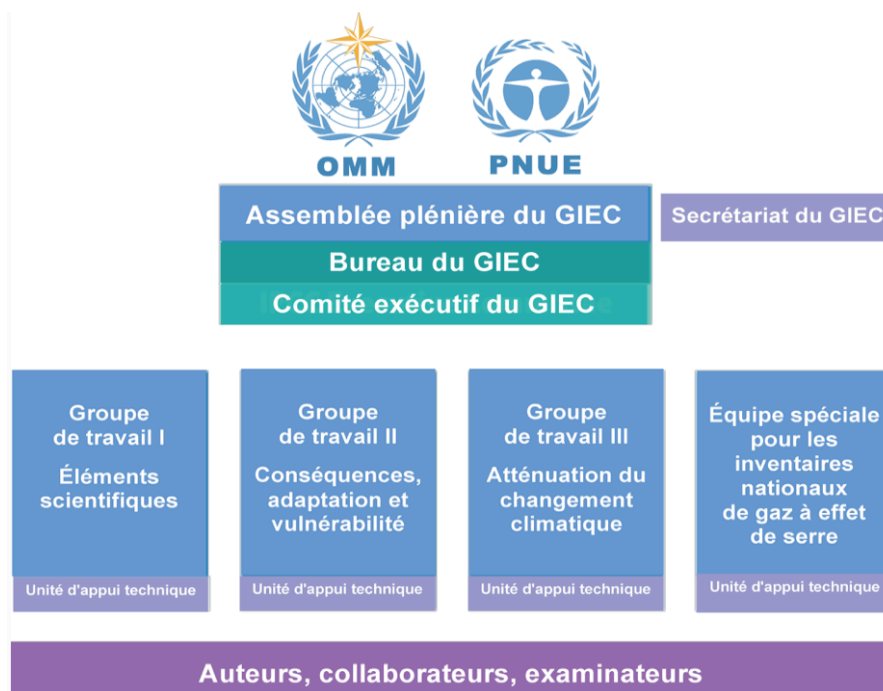 OMM
PNUE
Assemblée plénière du GIEC
Secrétariat du GIEC
Bureau du GIEC
Comité exécutif du GIEC
Groupe
de travail I
Éléments
scientifiques
Unité d'appui technique
Groupe
de travail II
Conséquences,
adaptation et
vulnérabilité
Unité d'appui technique
Groupe
de travail III
Atténuation du
changement
climatique
Unité d'appui technique
Équipe spéciale
pour les
inventaires
nationaux
de gaz à effet
de serre
Unité d'appui technique
Auteurs, collaborateurs, examinateurs